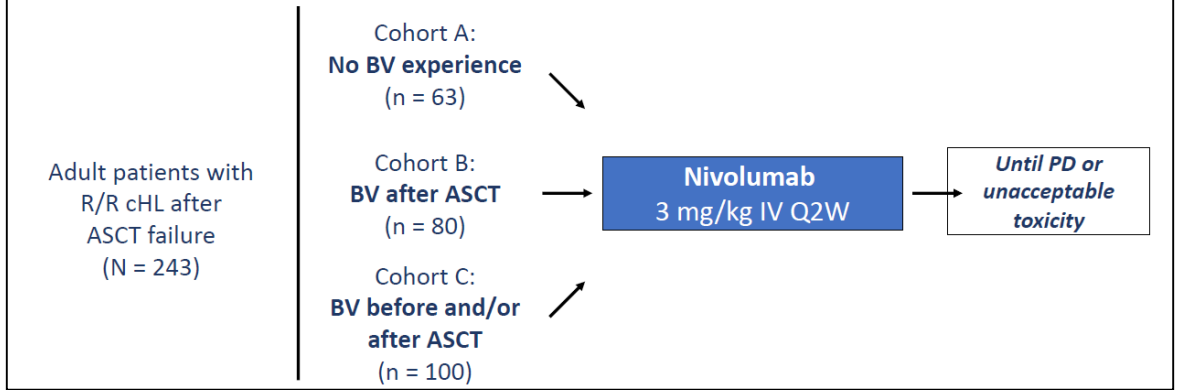 Adult patients with
R/R cHL after
ASCT failure
(N = 243)
Cohort A:
No BV experience
(n = 63)
Cohort B:
BV after ASCT
(n = 80)
Cohort C:
BV before and/or
after ASCT
(n = 100)
Nivolumab
3 mg/kg IV Q2W
Until PD or
unacceptable
toxicity